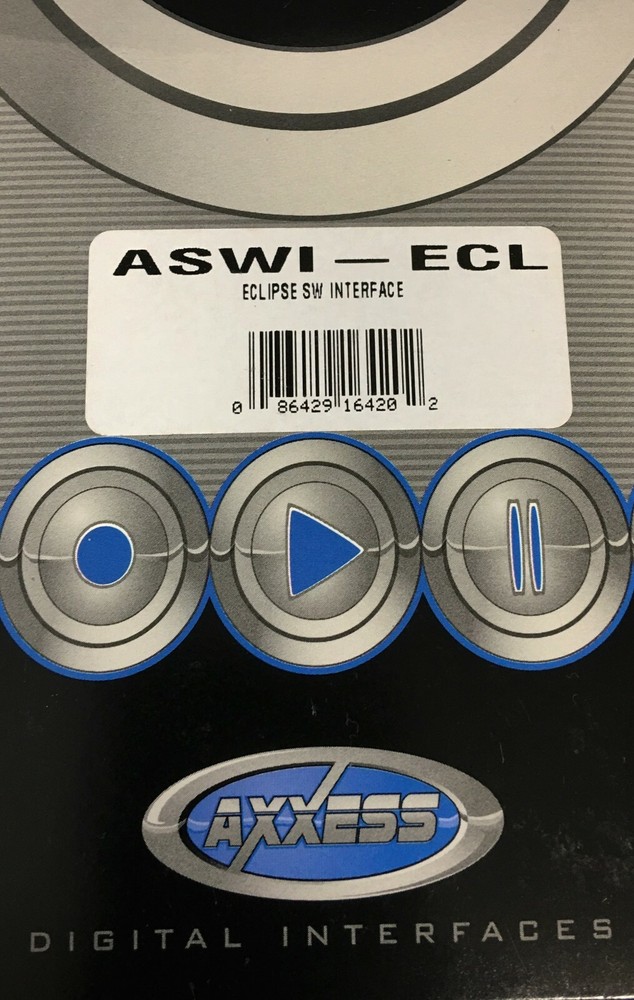 ASWI — ECL
ECLIPSE SW INTERFACE
0 86429 16420 2
AXXESS
DIGITAL INTERFACES